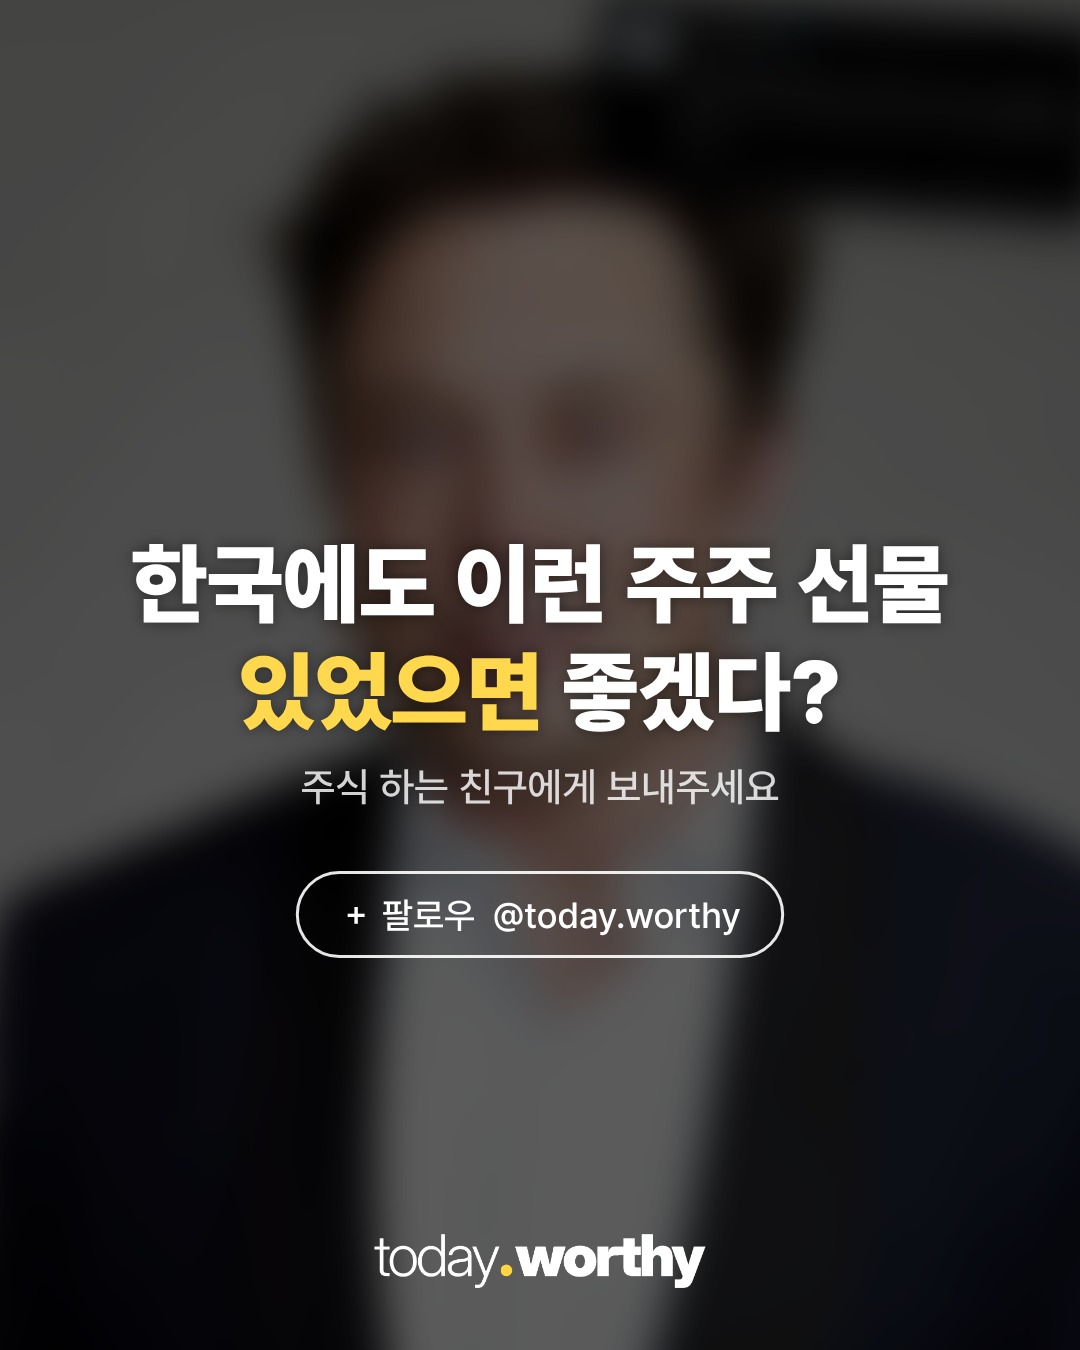 한국에도 이런 주주 선물
있었으면 좋겠다?
주식 하는 친구에게 보내주세요
+ 팔로우 @today.worthy
today.worthy